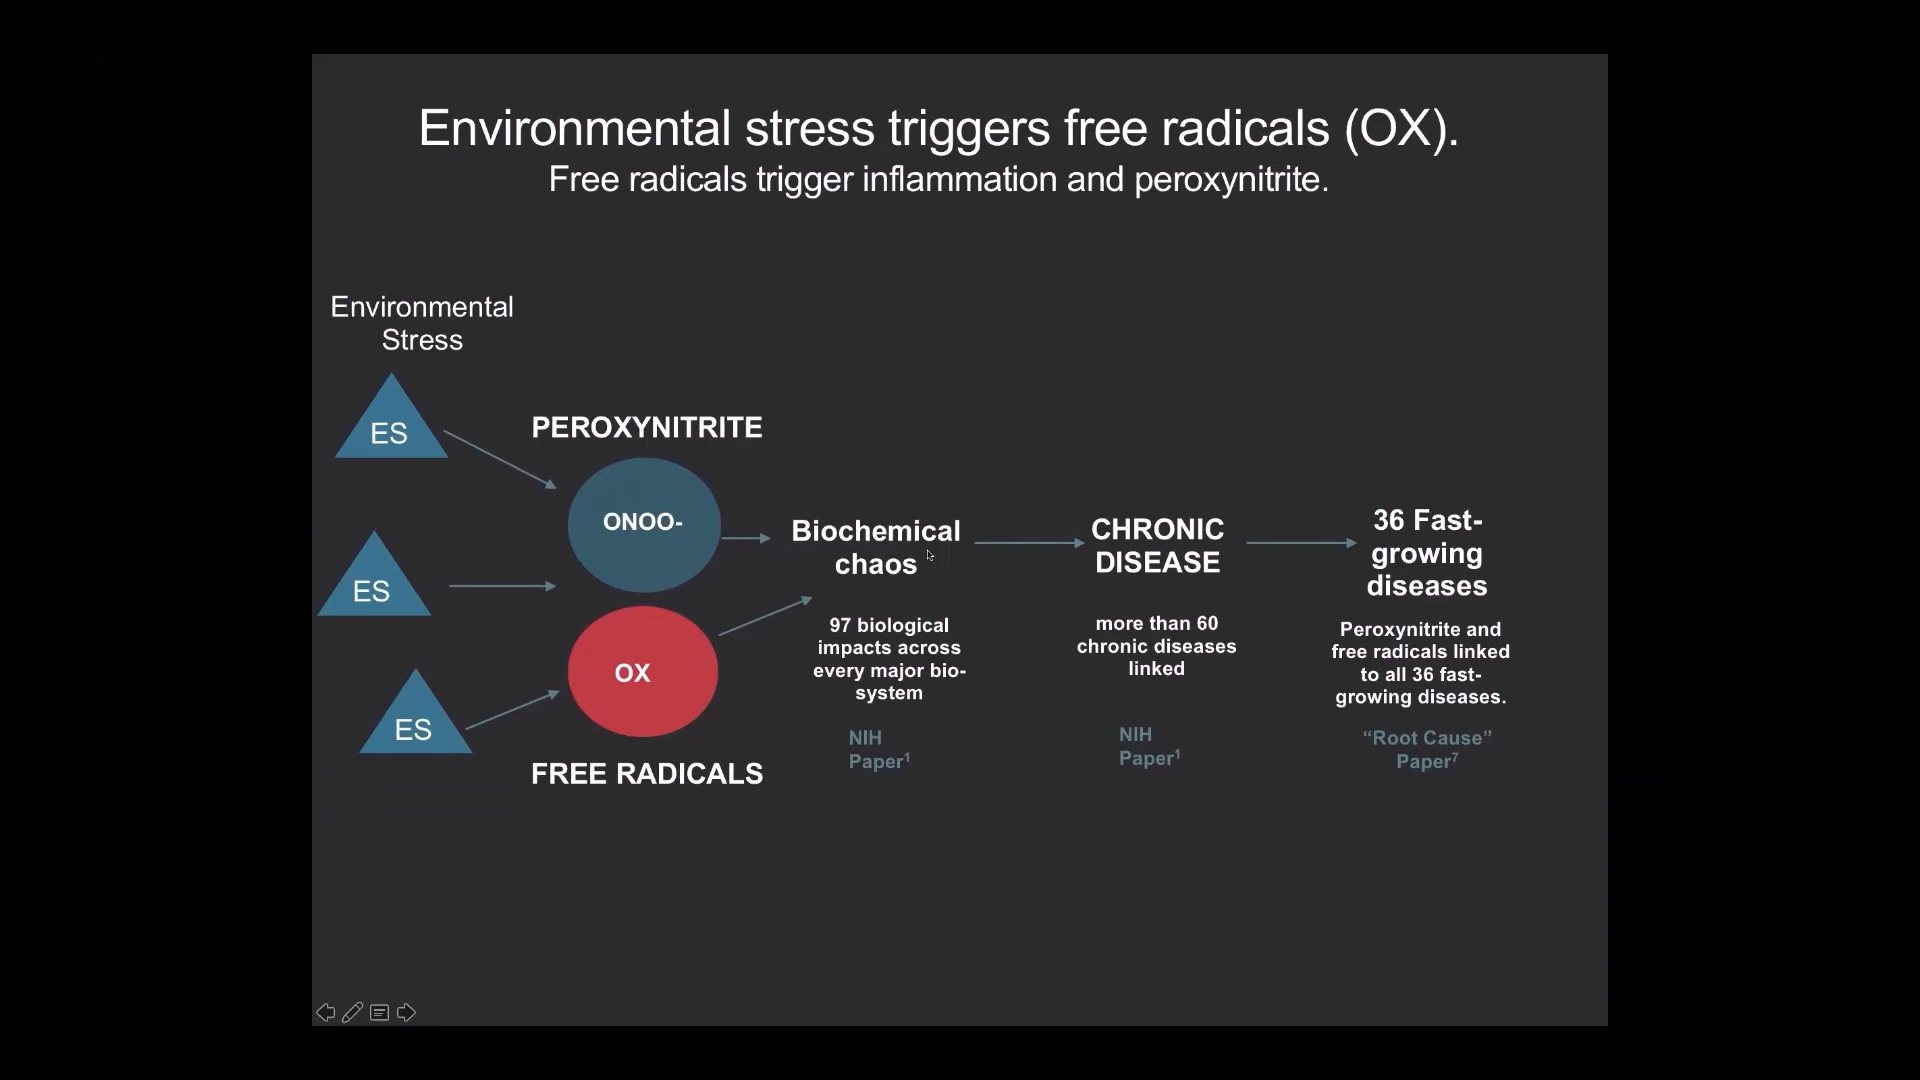 Environmental stress triggers free radicals (OX).
Free radicals trigger inflammation and peroxynitrite.
Environmental
Stress
ES
ES
ES
PEROXYNITRITE
ONOO-
OX
FREE RADICALS
Biochemical
chaos
97 biological
impacts across
every major bio-
system
NIH
Paper¹
CHRONIC
DISEASE
more than 60
chronic diseases
linked
NIH
Paper¹
36 Fast-
growing
diseases
Peroxynitrite and
free radicals linked
to all 36 fast-
growing diseases.
“Root Cause”
Paper⁷